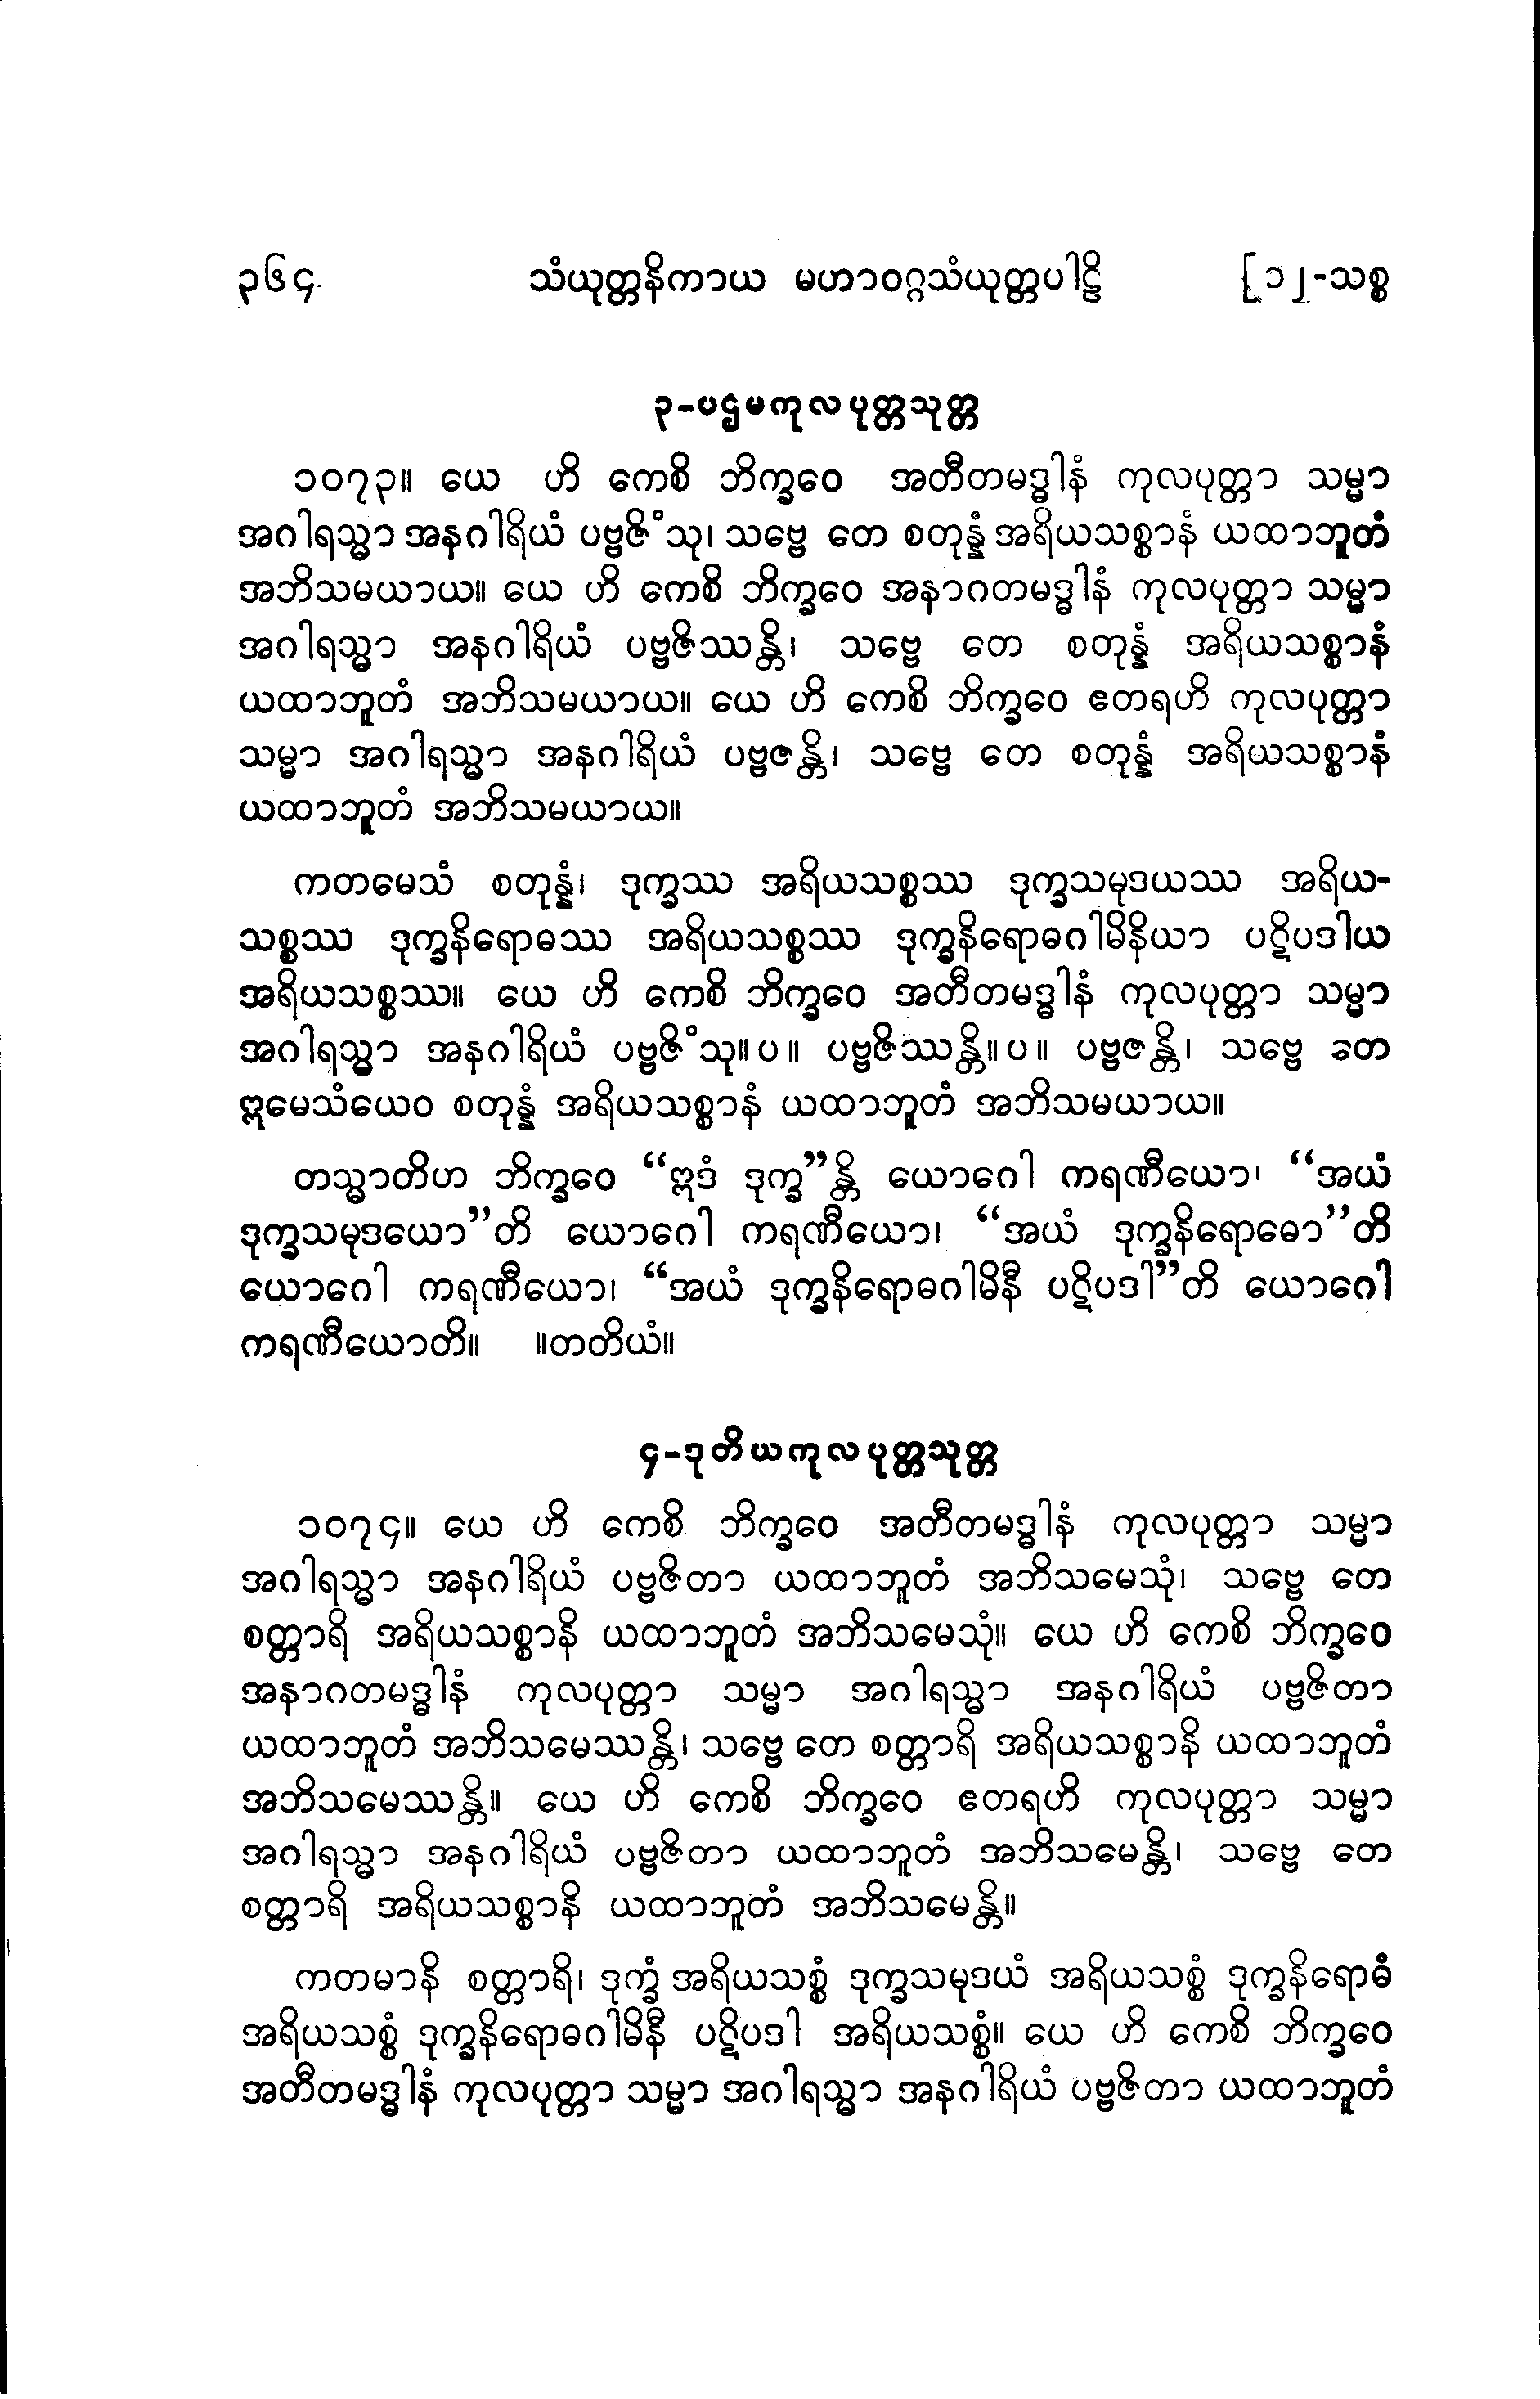 ၃၆၄ သံယုတ္တနိကာယ မဟာဝဂ္ဂသံယုတ္တပါဠိ [၁၂-သစ္စ
၃-ပဌမကုလပုတ္တသုတ္တ
၁၀၇၃။ ယေ ဟိ ကေစိ ဘိက္ခဝေ အတီတမဒ္ဓါနံ ကုလပုတ္တာ သမ္မာ
အဂါရသ္မာ အနဂါရိယံ ပဗ္ဗဇိံသု၊ သဗ္ဗေ တေ စတုန္နံ အရိယသစ္စာနံ ယထာဘူတံ
အဘိသမယာယ။ ယေ ဟိ ကေစိ ဘိက္ခဝေ အနာဂတမဒ္ဓါနံ ကုလပုတ္တာ သမ္မာ
အဂါရသ္မာ အနဂါရိယံ ပဗ္ဗဇိဿန္တိ၊ သဗ္ဗေ တေ စတုန္နံ အရိယသစ္စာနံ
ယထာဘူတံ အဘိသမယာယ။ ယေ ဟိ ကေစိ ဘိက္ခဝေ ဧတရဟိ ကုလပုတ္တာ
သမ္မာ အဂါရသ္မာ အနဂါရိယံ ပဗ္ဗဇန္တိ၊ သဗ္ဗေ တေ စတုန္နံ အရိယသစ္စာနံ
ယထာဘူတံ အဘိသမယာယ။
ကတမေသံ စတုန္နံ၊ ဒုက္ခဿ အရိယသစ္စဿ ဒုက္ခသမုဒယဿ အရိယ-
သစ္စဿ ဒုက္ခနိရောဓဿ အရိယသစ္စဿ ဒုက္ခနိရောဓဂါမိနိယာ ပဋိပဒါယ
အရိယသစ္စဿ။ ယေ ဟိ ကေစိ ဘိက္ခဝေ အတီတမဒ္ဓါနံ ကုလပုတ္တာ သမ္မာ
အဂါရသ္မာ အနဂါရိယံ ပဗ္ဗဇိံသု။ပ။ ပဗ္ဗဇိဿန္တိ။ပ။ ပဗ္ဗဇန္တိ၊ သဗ္ဗေ တေ
ဣမေသံယေဝ စတုန္နံ အရိယသစ္စာနံ ယထာဘူတံ အဘိသမယာယ။
တသ္မာတိဟ ဘိက္ခဝေ “ဣဒံ ဒုက္ခ”န္တိ ယောဂေါ ကရဏီယော၊ “အယံ
ဒုက္ခသမုဒယော”တိ ယောဂေါ ကရဏီယော၊ “အယံ ဒုက္ခနိရောဓော”တိ
ယောဂေါ ကရဏီယော၊ “အယံ ဒုက္ခနိရောဓဂါမိနီ ပဋိပဒါ”တိ ယောဂေါ
ကရဏီယောတိ။ ။တတိယံ။
၄-ဒုတိယကုလပုတ္တသုတ္တ
၁၀၇၄။ ယေ ဟိ ကေစိ ဘိက္ခဝေ အတီတမဒ္ဓါနံ ကုလပုတ္တာ သမ္မာ
အဂါရသ္မာ အနဂါရိယံ ပဗ္ဗဇိတာ ယထာဘူတံ အဘိသမေသုံ၊ သဗ္ဗေ တေ
စတ္တာရိ အရိယသစ္စာနိ ယထာဘူတံ အဘိသမေသုံ။ ယေ ဟိ ကေစိ ဘိက္ခဝေ
အနာဂတမဒ္ဓါနံ ကုလပုတ္တာ သမ္မာ အဂါရသ္မာ အနဂါရိယံ ပဗ္ဗဇိတာ
ယထာဘူတံ အဘိသမေဿန္တိ၊ သဗ္ဗေ တေ စတ္တာရိ အရိယသစ္စာနိ ယထာဘူတံ
အဘိသမေဿန္တိ။ ယေ ဟိ ကေစိ ဘိက္ခဝေ ဧတရဟိ ကုလပုတ္တာ သမ္မာ
အဂါရသ္မာ အနဂါရိယံ ပဗ္ဗဇိတာ ယထာဘူတံ အဘိသမေန္တိ၊ သဗ္ဗေ တေ
စတ္တာရိ အရိယသစ္စာနိ ယထာဘူတံ အဘိသမေန္တိ။
ကတမာနိ စတ္တာရိ၊ ဒုက္ခံ အရိယသစ္စံ ဒုက္ခသမုဒယံ အရိယသစ္စံ ဒုက္ခနိရောဓံ
အရိယသစ္စံ ဒုက္ခနိရောဓဂါမိနီ ပဋိပဒါ အရိယသစ္စံ။ ယေ ဟိ ကေစိ ဘိက္ခဝေ
အတီတမဒ္ဓါနံ ကုလပုတ္တာ သမ္မာ အဂါရသ္မာ အနဂါရိယံ ပဗ္ဗဇိတာ ယထာဘူတံ